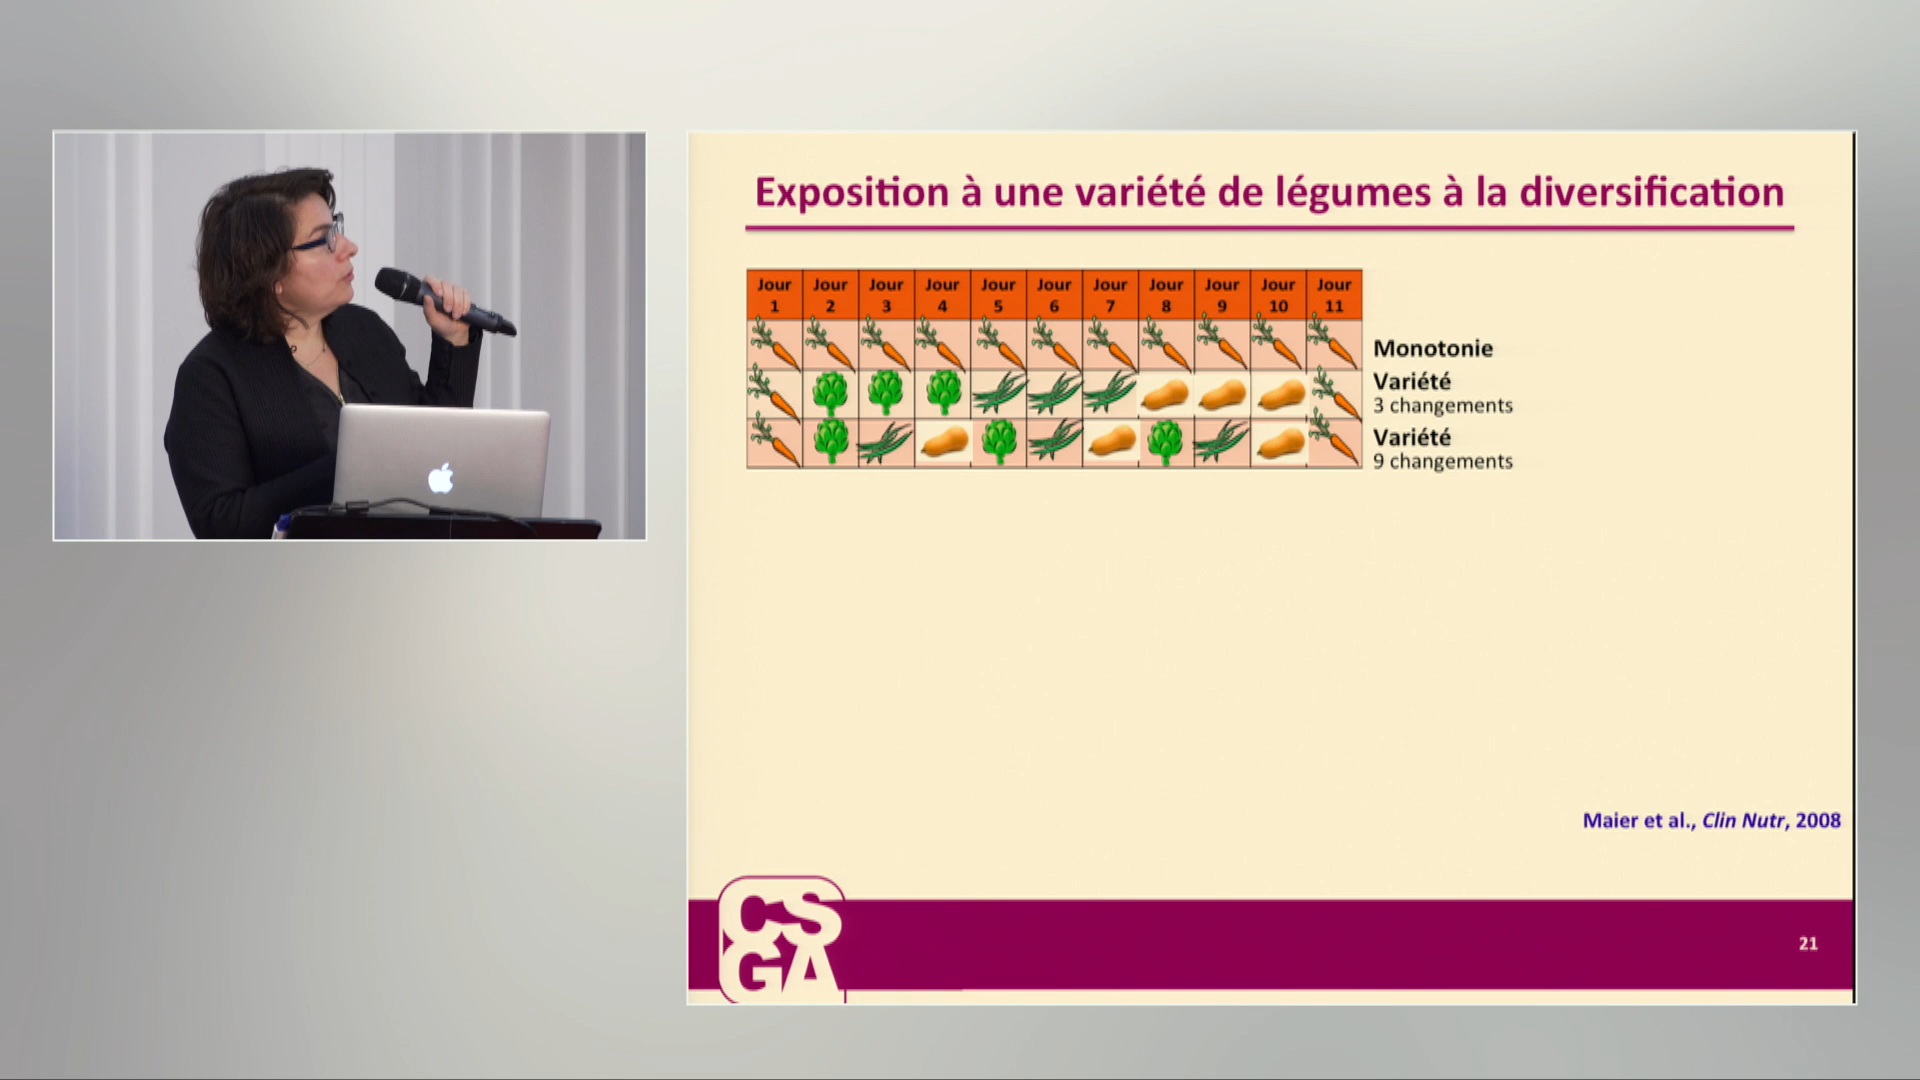 Exposition à une variété de légumes à la diversification
Jour 1 Jour 2 Jour 3 Jour 4 Jour 5 Jour 6 Jour 7 Jour 8 Jour 9 Jour 10 Jour 11
Monotonie
Variété
3 changements
Variété
9 changements
Maier et al., Clin Nutr, 2008
CS
GA
21